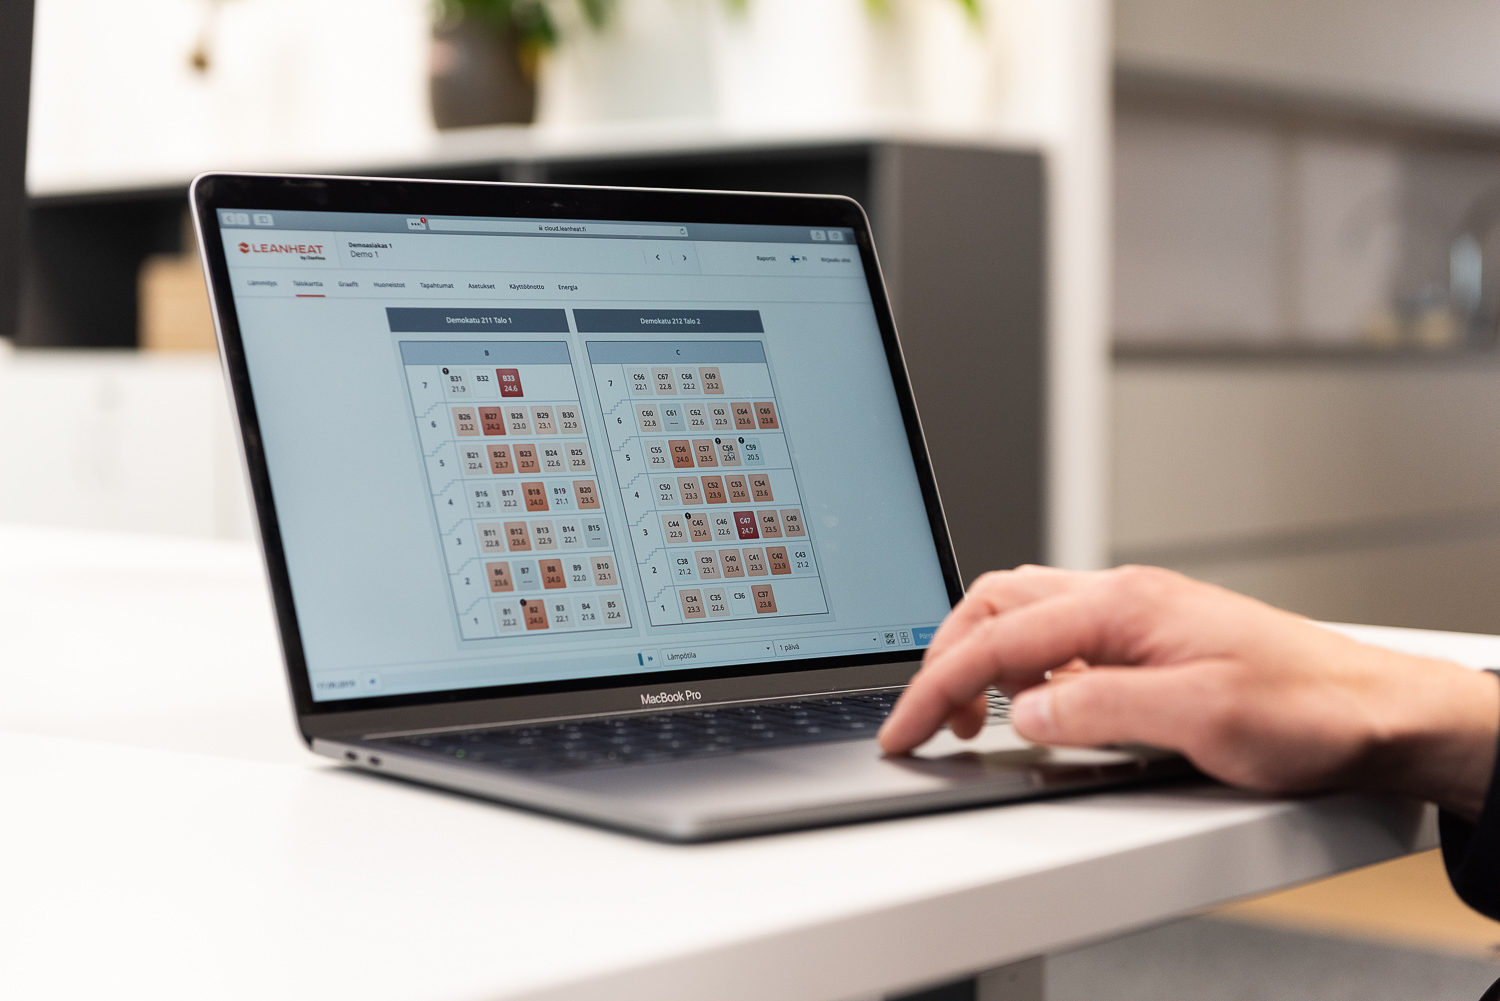 cloud.leanheat.fi
LEANHEAT
by Danfoss
Demoasiakas 1
Demo 1
Raportti FI Kirjaudu ulos
Lämmitys Talokartta Graafit Huoneistot Tapahtumat Asetukset Käyttöönotto Energia
Demokatu 211 Talo 1
B
7 B31 B32 B33
21.9 24.6
6 B26 B27 B28 B29 B30
23.2 24.2 23.0 23.1 22.9
5 B21 B22 B23 B24 B25
22.4 23.7 23.7 22.6 22.8
4 B16 B17 B18 B19 B20
21.8 22.2 24.0 21.1 23.5
3 B11 B12 B13 B14 B15
22.8 23.6 22.9 22.1 ----
2 B6 B7 B8 B9 B10
23.6 ---- 24.0 22.0 23.1
1 B1 B2 B3 B4 B5
22.2 24.0 22.1 21.8 22.4
Demokatu 212 Talo 2
C
7 C66 C67 C68 C69
22.1 22.8 22.2 23.2
6 C60 C61 C62 C63 C64 C65
22.8 ---- 22.6 22.9 23.6 23.8
5 C55 C56 C57 C58 C59
22.3 24.0 23.5 20.5
4 C50 C51 C52 C53 C54
22.1 23.3 23.9 23.6 23.6
3 C44 C45 C46 C47 C48 C49
22.9 23.4 22.6 24.7 23.5 23.3
2 C38 C39 C40 C41 C42 C43
21.2 23.1 23.4 23.3 23.9 21.2
1 C34 C35 C36 C37
23.3 22.6 23.8
Lämpötila 1 päivä
MacBook Pro